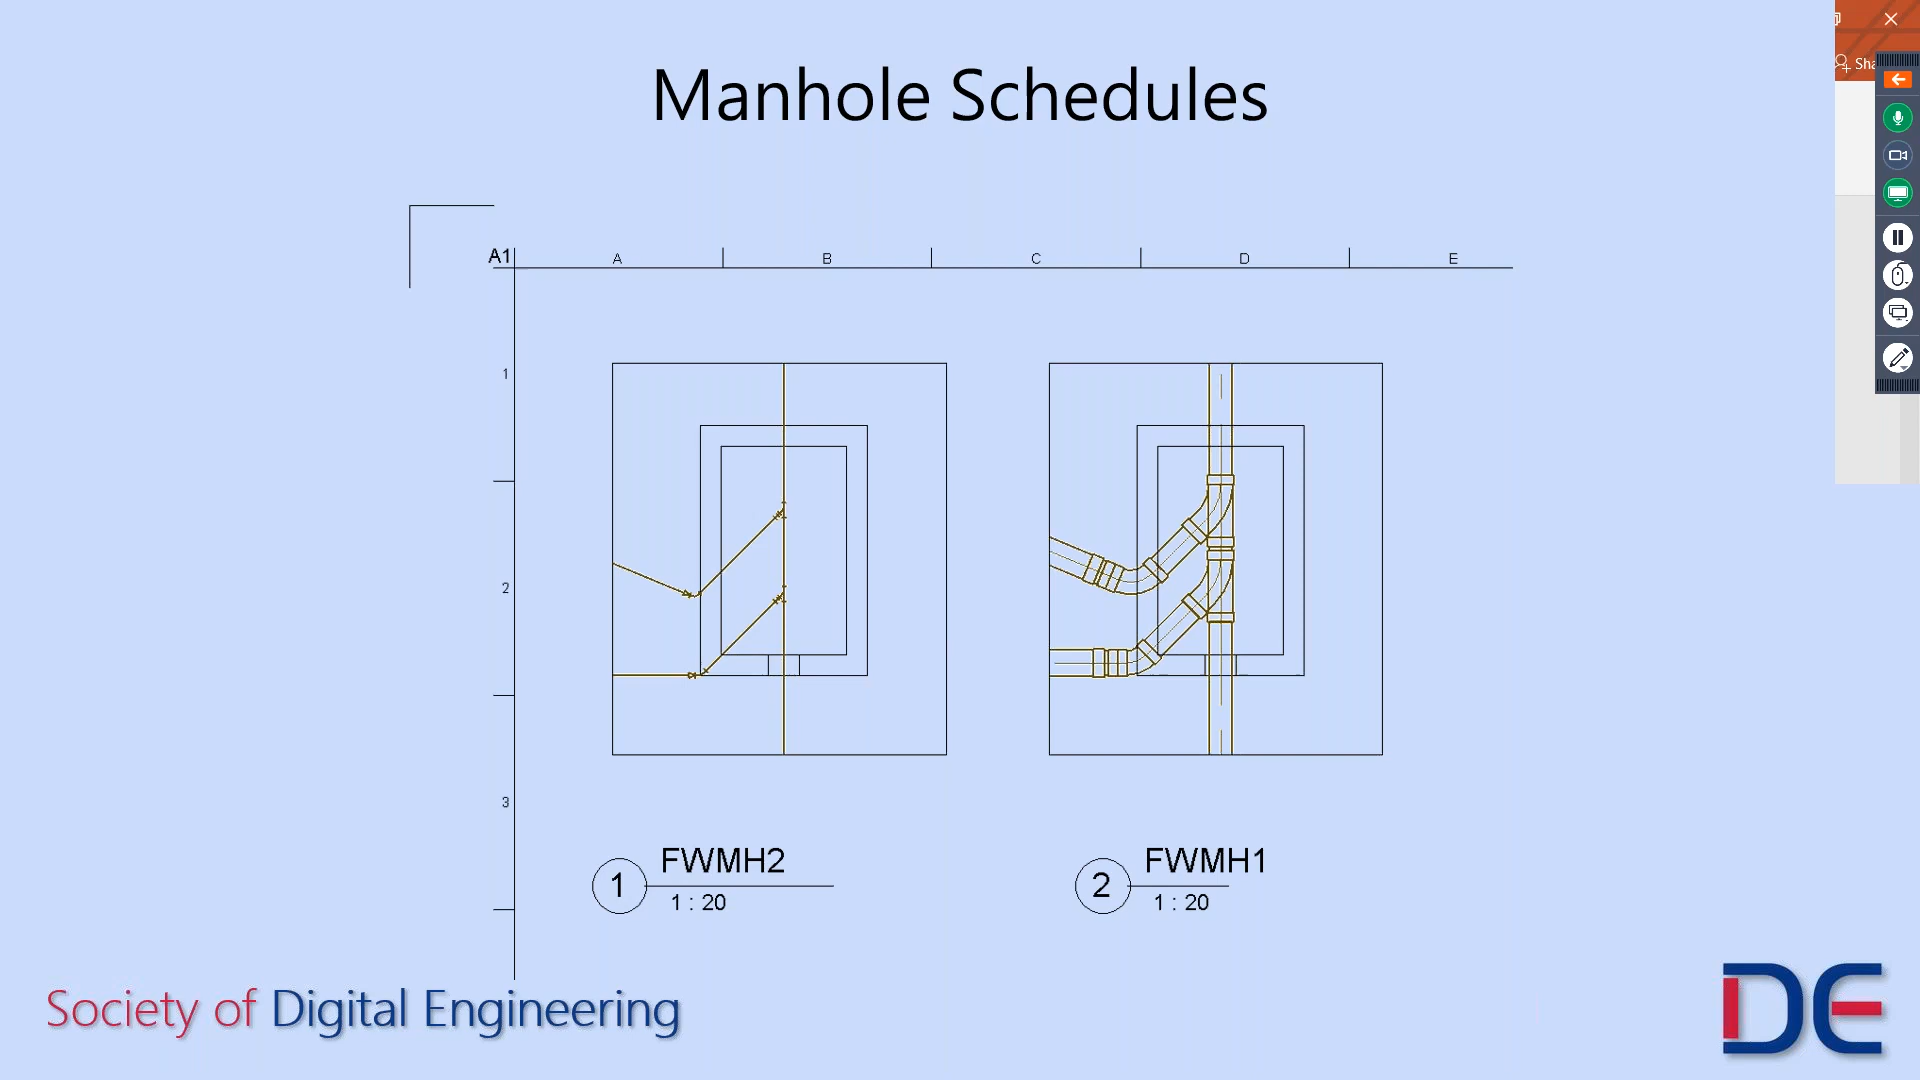 Manhole Schedules
Sha
A1
A B C D E
1
2
3
1 FWMH2
1 : 20
2 FWMH1
1 : 20
Society of Digital Engineering
DE